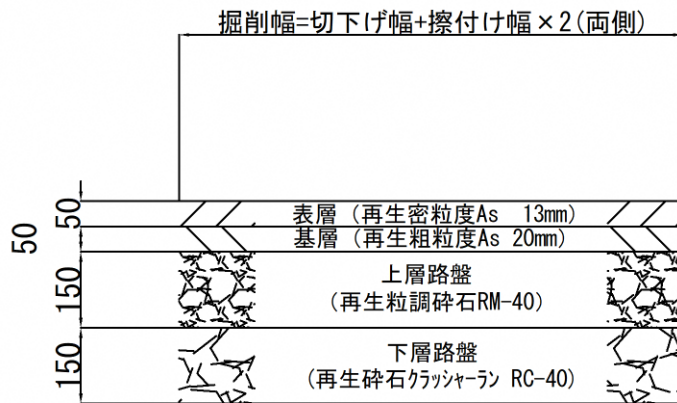 掘削幅=切下げ幅+擦付け幅×2(両側)
50
表層 (再生密粒度As 13mm)
50
基層 (再生粗粒度As 20mm)
150
上層路盤
(再生粒調砕石RM-40)
150
下層路盤
(再生砕石ｸﾗｯｼｬｰﾗﾝ RC-40)